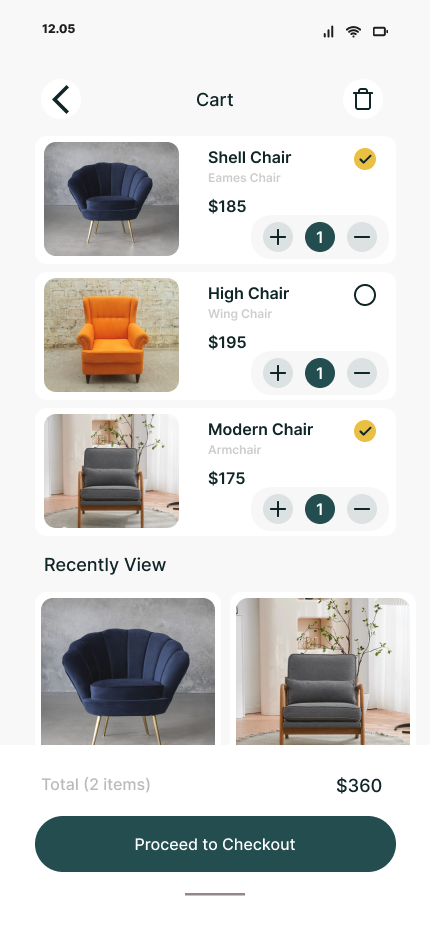 12.05
Cart
Shell Chair
Eames Chair
$185
1
High Chair
Wing Chair
$195
1
Modern Chair
Armchair
$175
1
Recently View
Total (2 items)
$360
Proceed to Checkout